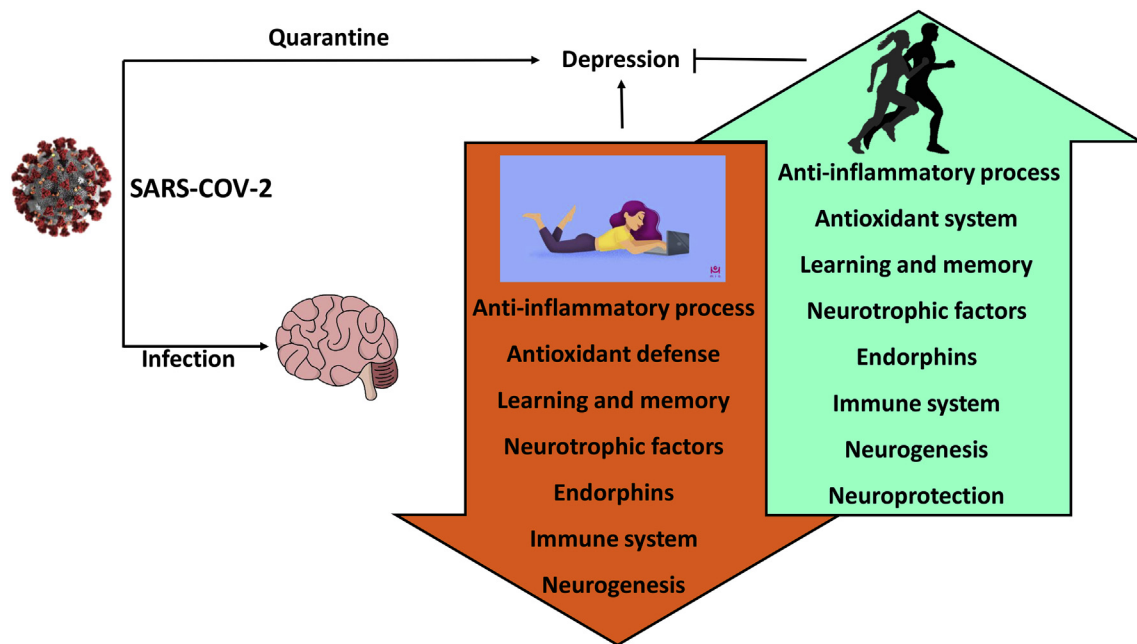 Quarantine
Depression
SARS-COV-2
Infection
Anti-inflammatory process
Antioxidant defense
Learning and memory
Neurotrophic factors
Endorphins
Immune system
Neurogenesis
Anti-inflammatory process
Antioxidant system
Learning and memory
Neurotrophic factors
Endorphins
Immune system
Neurogenesis
Neuroprotection